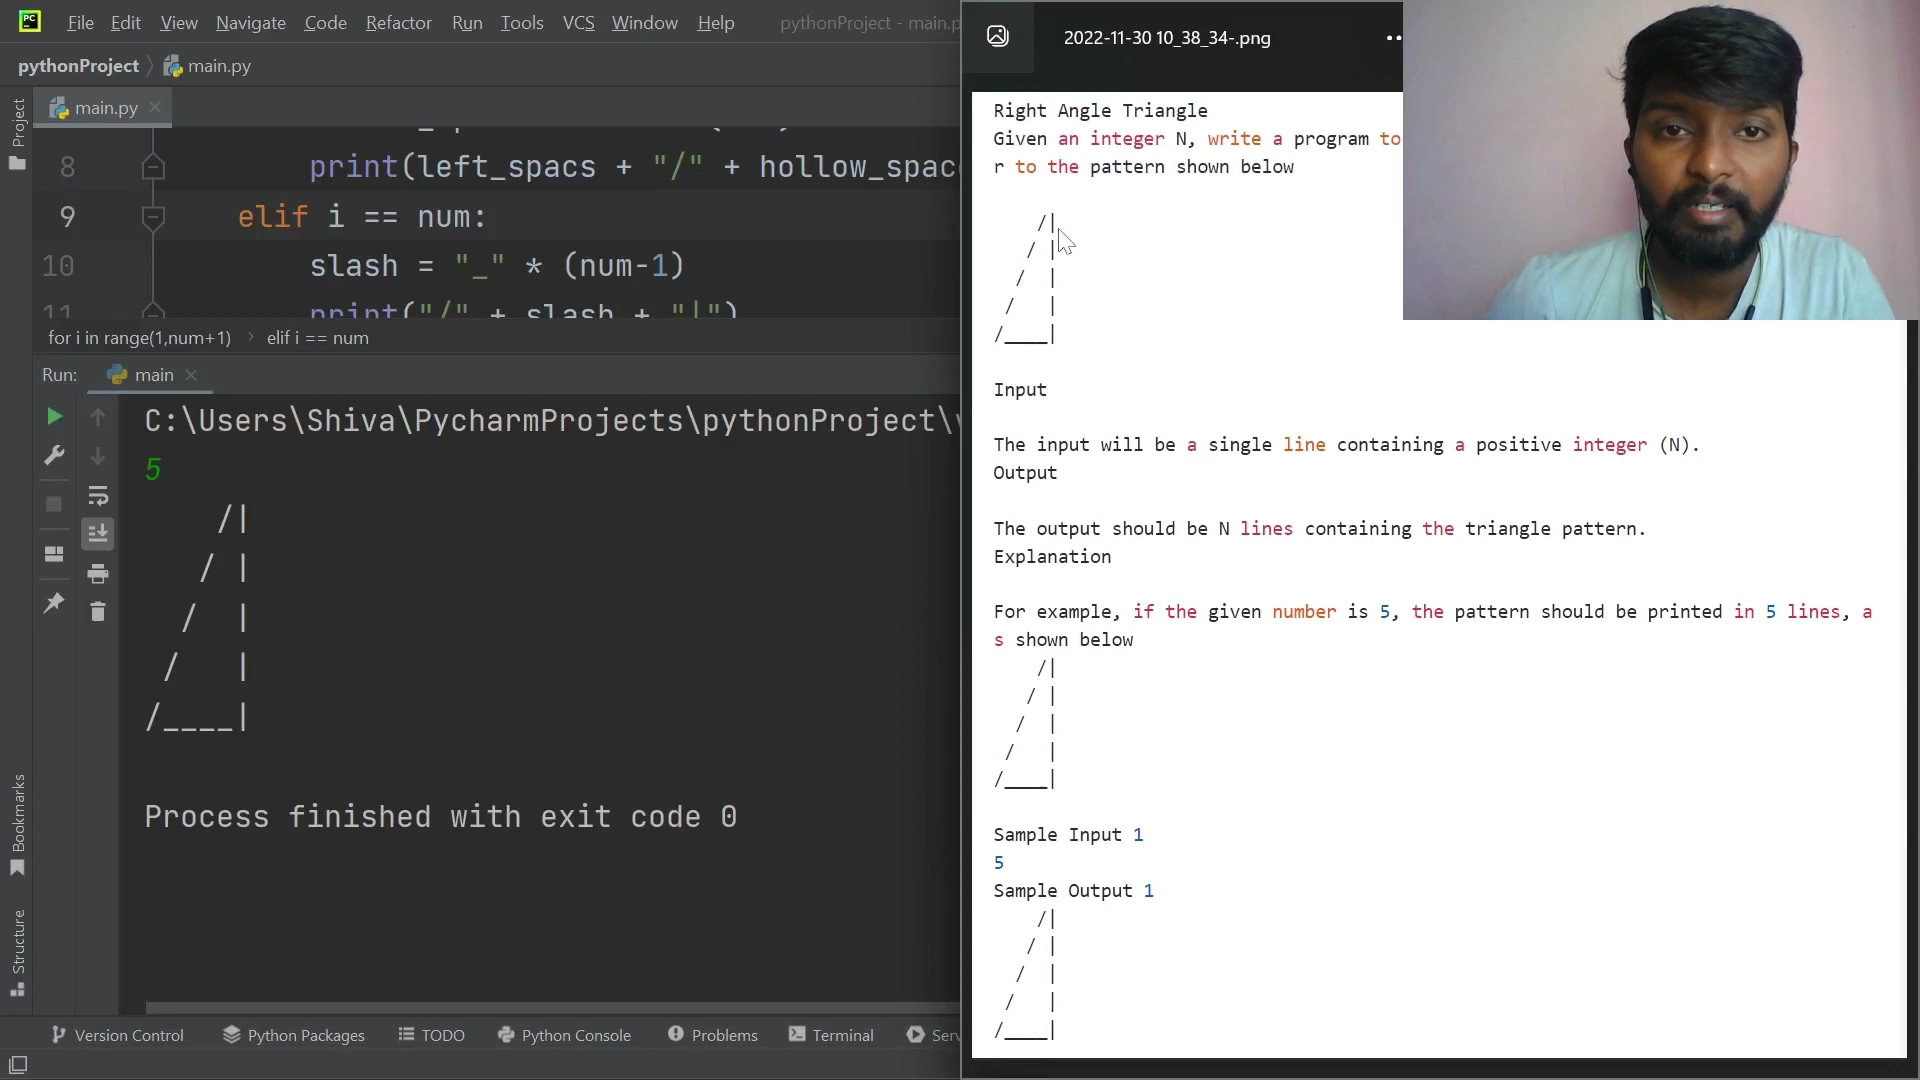 File Edit View Navigate Code Refactor Run Tools VCS Window Help pythonProject - main.p
pythonProject main.py
Project
main.py
8 print(left_spacs + "/" + hollow_spac
9 elif i == num:
10 slash = "_" * (num-1)
11 print("/" + slash + "|")
for i in range(1,num+1) › elif i == num
Run: main
C:\Users\Shiva\PycharmProjects\pythonProject\
5
    /|
   / |
  /  |
 /   |
/____|
Process finished with exit code 0
Bookmarks
Structure
Version Control Python Packages TODO Python Console Problems Terminal Serv
2022-11-30 10_38_34-.png
Right Angle Triangle
Given an integer N, write a program to
r to the pattern shown below
    /|
   / |
  /  |
 /   |
/____|
Input
The input will be a single line containing a positive integer (N).
Output
The output should be N lines containing the triangle pattern.
Explanation
For example, if the given number is 5, the pattern should be printed in 5 lines, a
s shown below
    /|
   / |
  /  |
 /   |
/____|
Sample Input 1
5
Sample Output 1
    /|
   / |
  /  |
 /   |
/____|